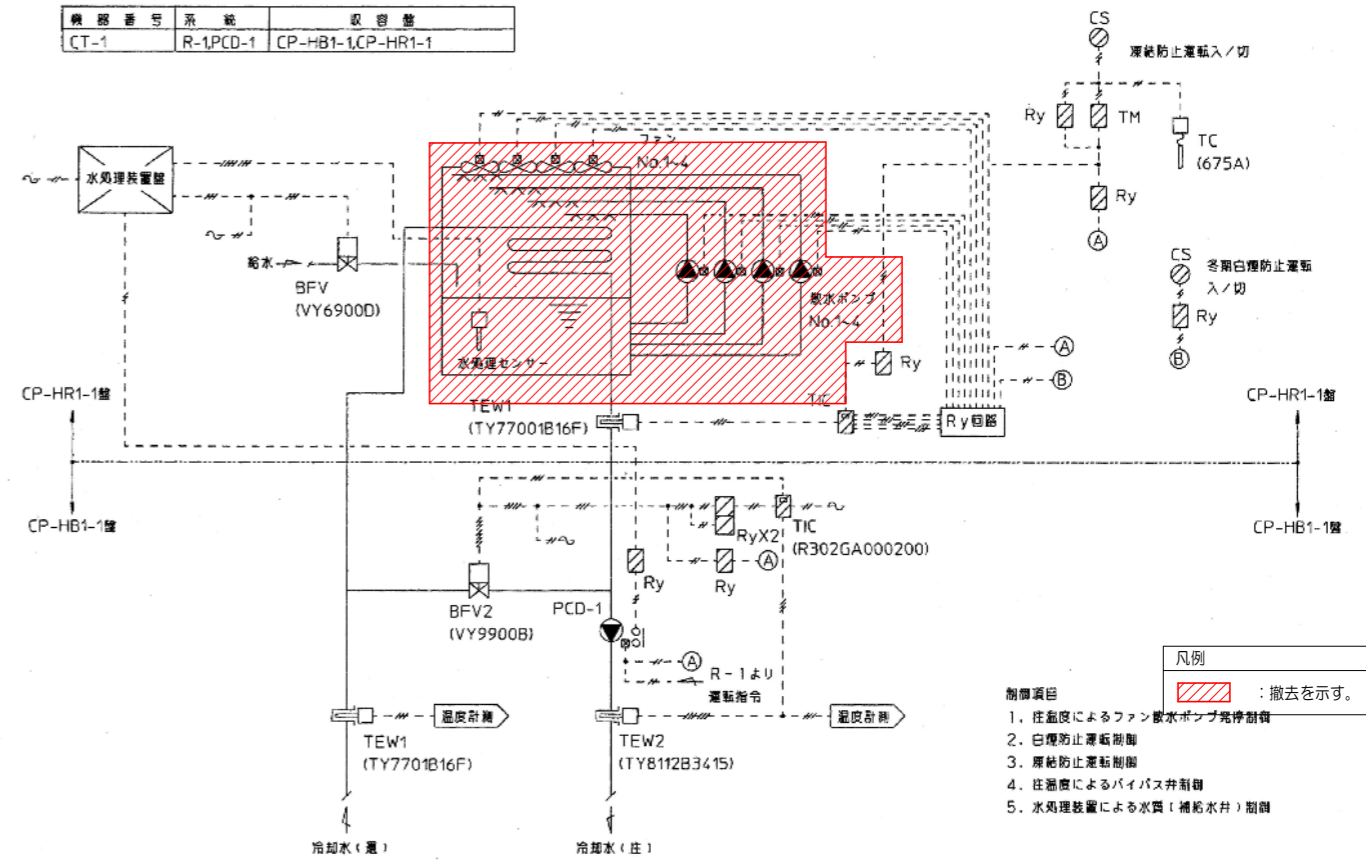 機器番号 系統 収容盤
CT-1 R-1,PCD-1 CP-HB1-1,CP-HR1-1
CS
凍結防止運転入/切
Ry
TM
TC
(675A)
Ry
A
ファン
No.1~4
水処理装置盤
給水
BFV
(VY6900D)
CS
冬期白煙防止運転
入/切
Ry
B
散水ポンプ
No.1~4
水処理センサー
Ry
A
B
CP-HR1-1盤
TEW1
(TY77001B16F)
TIC
Ry回路
CP-HR1-1盤
CP-HB1-1盤
RyX2
TIC
(R302GA000200)
CP-HB1-1盤
Ry
Ry
A
BFV2
(VY9900B)
PCD-1
A
R-1より
運転指令
凡例
:撤去を示す。
温度計測
温度計測
TEW1
(TY7701B16F)
TEW2
(TY8112B3415)
制御項目
1. 往温度によるファン散水ポンプ発停制御
2. 白煙防止運転制御
3. 凍結防止運転制御
4. 往温度によるバイパス弁制御
5. 水処理装置による水質(補給水弁)制御
冷却水(還)
冷却水(往)